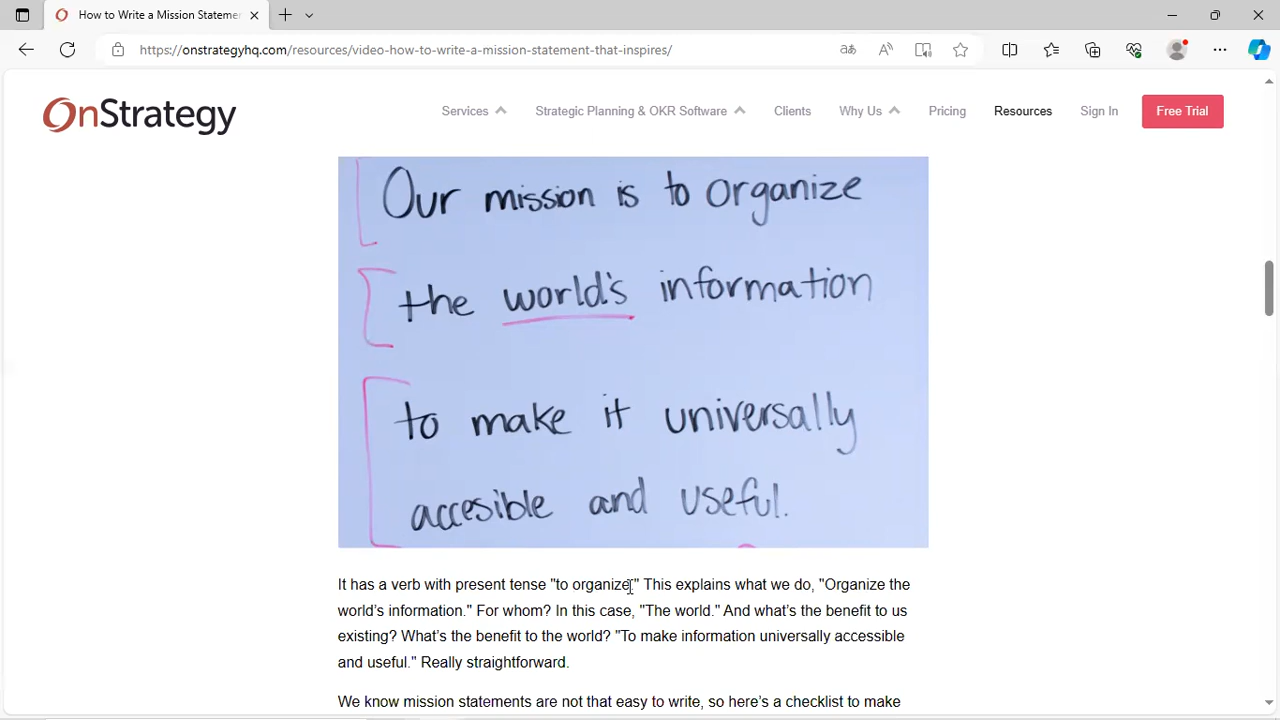 How to Write a Mission Stateme
https://onstrategyhq.com/resources/video-how-to-write-a-mission-statement-that-inspires/
OnStrategy
Services
Strategic Planning & OKR Software
Clients
Why Us
Pricing
Resources
Sign In
Free Trial
Our mission is to organize
the world's information
to make it universally
accesible and useful.
It has a verb with present tense "to organize." This explains what we do, "Organize the
world's information." For whom? In this case, "The world." And what's the benefit to us
existing? What's the benefit to the world? "To make information universally accessible
and useful." Really straightforward.
We know mission statements are not that easy to write, so here's a checklist to make